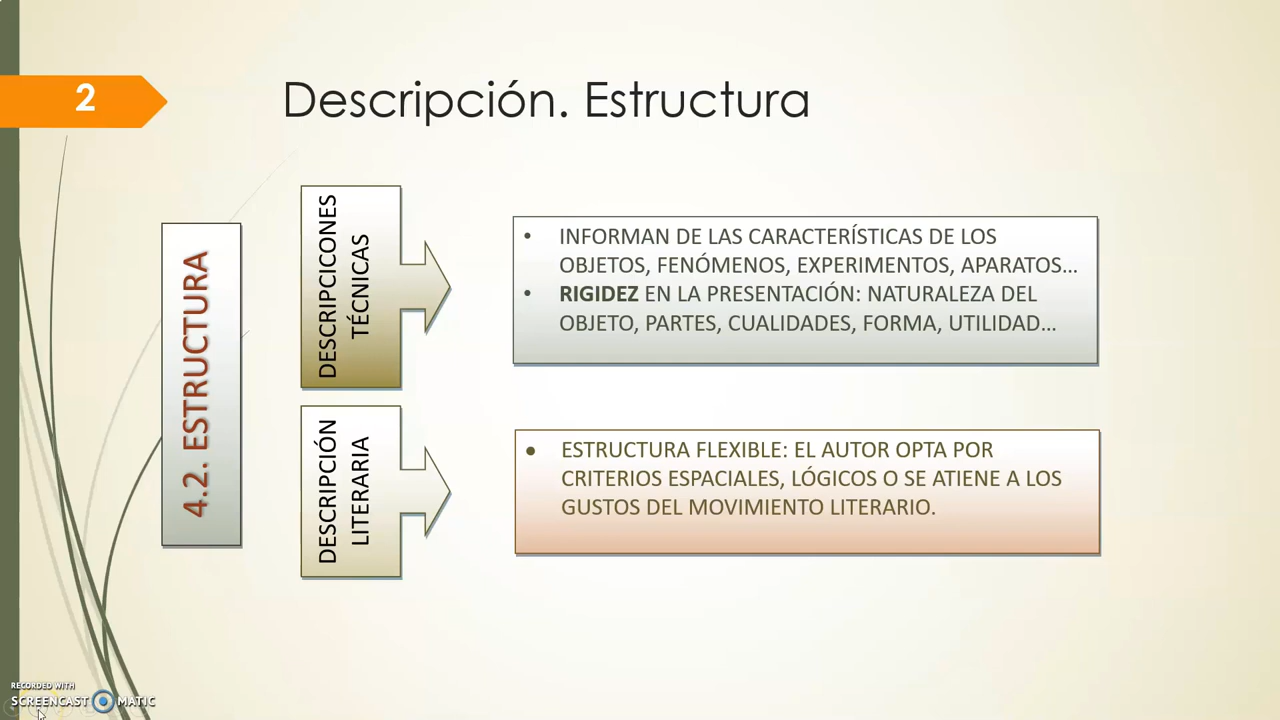 2
Descripción. Estructura
4.2. ESTRUCTURA
DESCRIPCICONES
TÉCNICAS
• INFORMAN DE LAS CARACTERÍSTICAS DE LOS
OBJETOS, FENÓMENOS, EXPERIMENTOS, APARATOS...
• RIGIDEZ EN LA PRESENTACIÓN: NATURALEZA DEL
OBJETO, PARTES, CUALIDADES, FORMA, UTILIDAD...
DESCRIPCIÓN
LITERARIA
• ESTRUCTURA FLEXIBLE: EL AUTOR OPTA POR
CRITERIOS ESPACIALES, LÓGICOS O SE ATIENE A LOS
GUSTOS DEL MOVIMIENTO LITERARIO.
RECORDED WITH
SCREENCAST MATIC